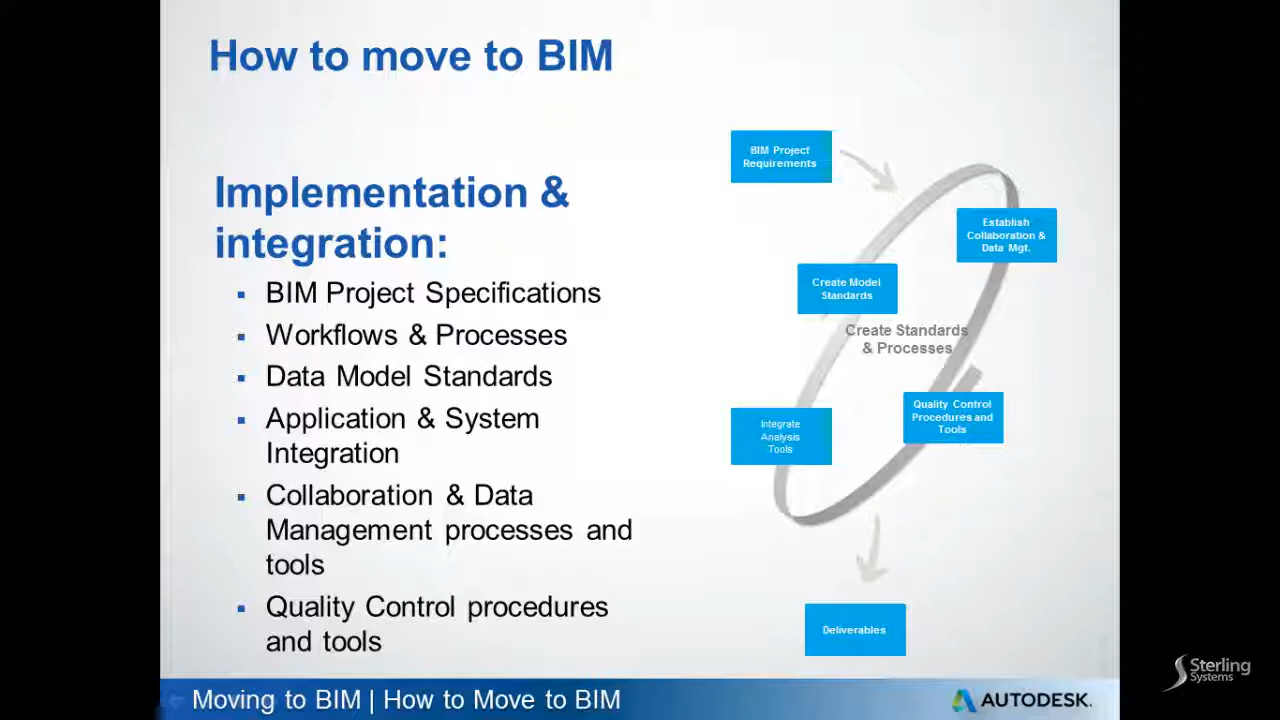 How to move to BIM
Implementation &
integration:
BIM Project Specifications
Workflows & Processes
Data Model Standards
Application & System
Integration
Collaboration & Data
Management processes and
tools
Quality Control procedures
and tools
BIM Project
Requirements
Establish
Collaboration &
Data Mgt.
Create Model
Standards
Create Standards
& Processes
Quality Control
Procedures and
Tools
Integrate
Analysis
Tools
Deliverables
Moving to BIM | How to Move to BIM
AUTODESK.
Sterling
Systems